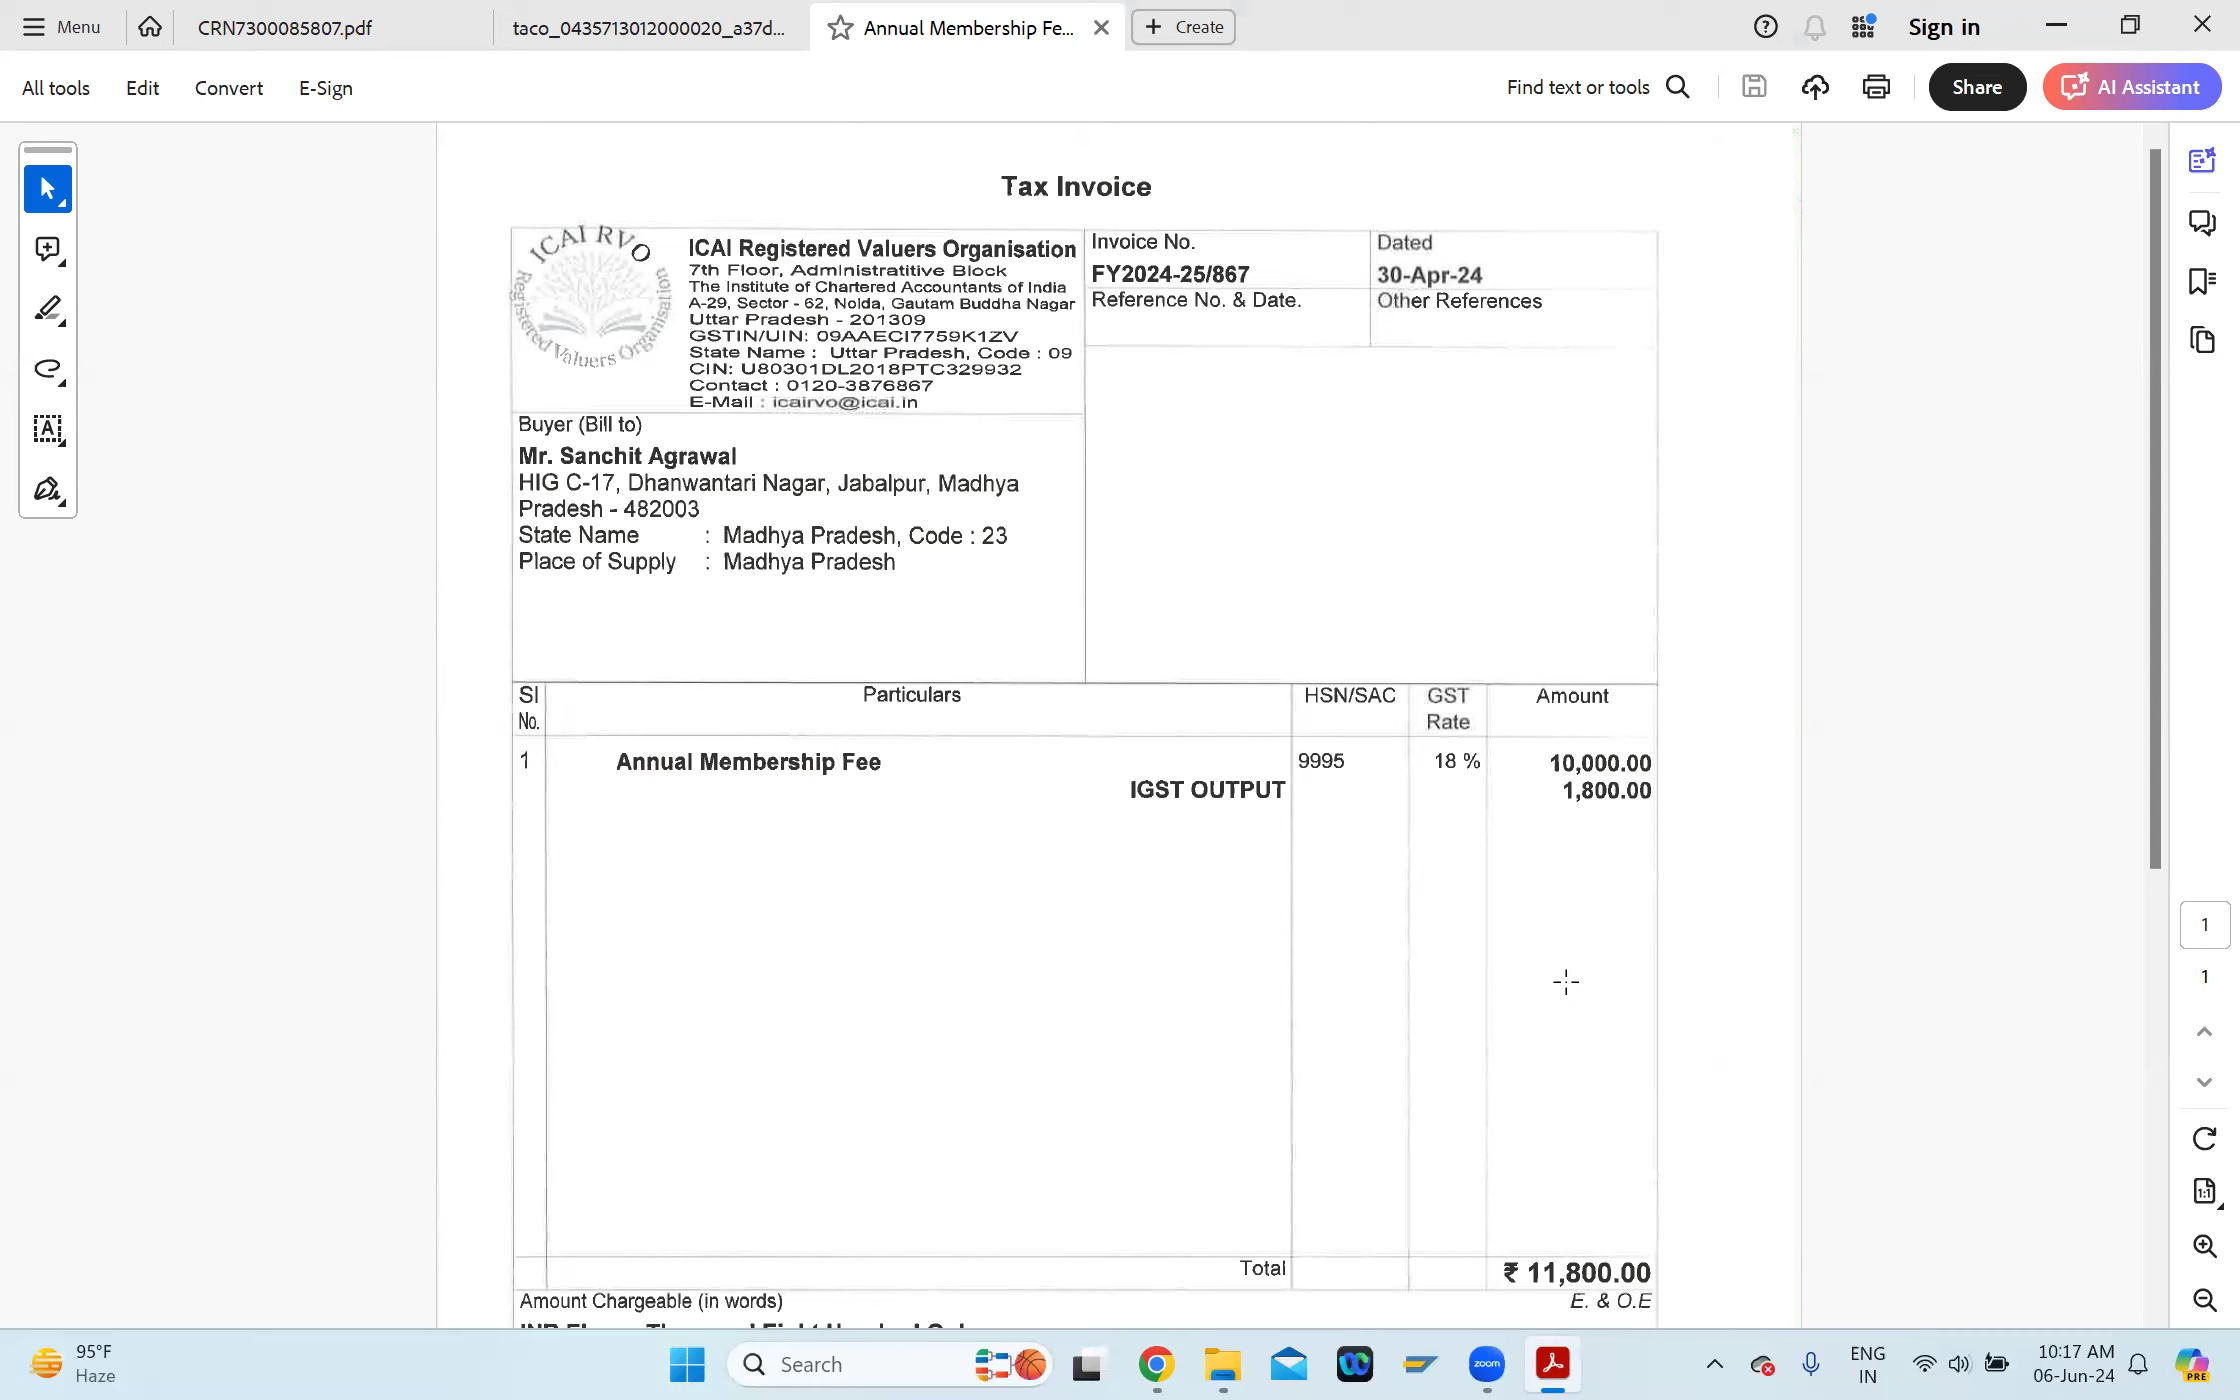 Menu
CRN7300085807.pdf
taco_0435713012000020_a37d...
Annual Membership Fe...
Create
Sign in
All tools
Edit
Convert
E-Sign
Find text or tools
Share
AI Assistant
Tax Invoice
ICAI RVO
Registered Valuers Organisation
ICAI Registered Valuers Organisation
7th Floor, Administratitive Block
The Institute of Chartered Accountants of India
A-29, Sector - 62, Noida, Gautam Buddha Nagar
Uttar Pradesh - 201309
GSTIN/UIN: 09AAECI7759K1ZV
State Name : Uttar Pradesh, Code : 09
CIN: U80301DL2018PTC329932
Contact : 0120-3876867
E-Mail : icairvo@icai.in
Invoice No.
FY2024-25/867
Dated
30-Apr-24
Reference No. & Date.
Other References
Buyer (Bill to)
Mr. Sanchit Agrawal
HIG C-17, Dhanwantari Nagar, Jabalpur, Madhya
Pradesh - 482003
State Name : Madhya Pradesh, Code : 23
Place of Supply : Madhya Pradesh
Sl
No.
Particulars
HSN/SAC
GST
Rate
Amount
1 Annual Membership Fee 9995 18 % 10,000.00
IGST OUTPUT 1,800.00
Total ₹ 11,800.00
Amount Chargeable (in words) E. & O.E
1
1
95°F
Haze
Search
zoom
PRE
ENG
IN
10:17 AM
06-Jun-24